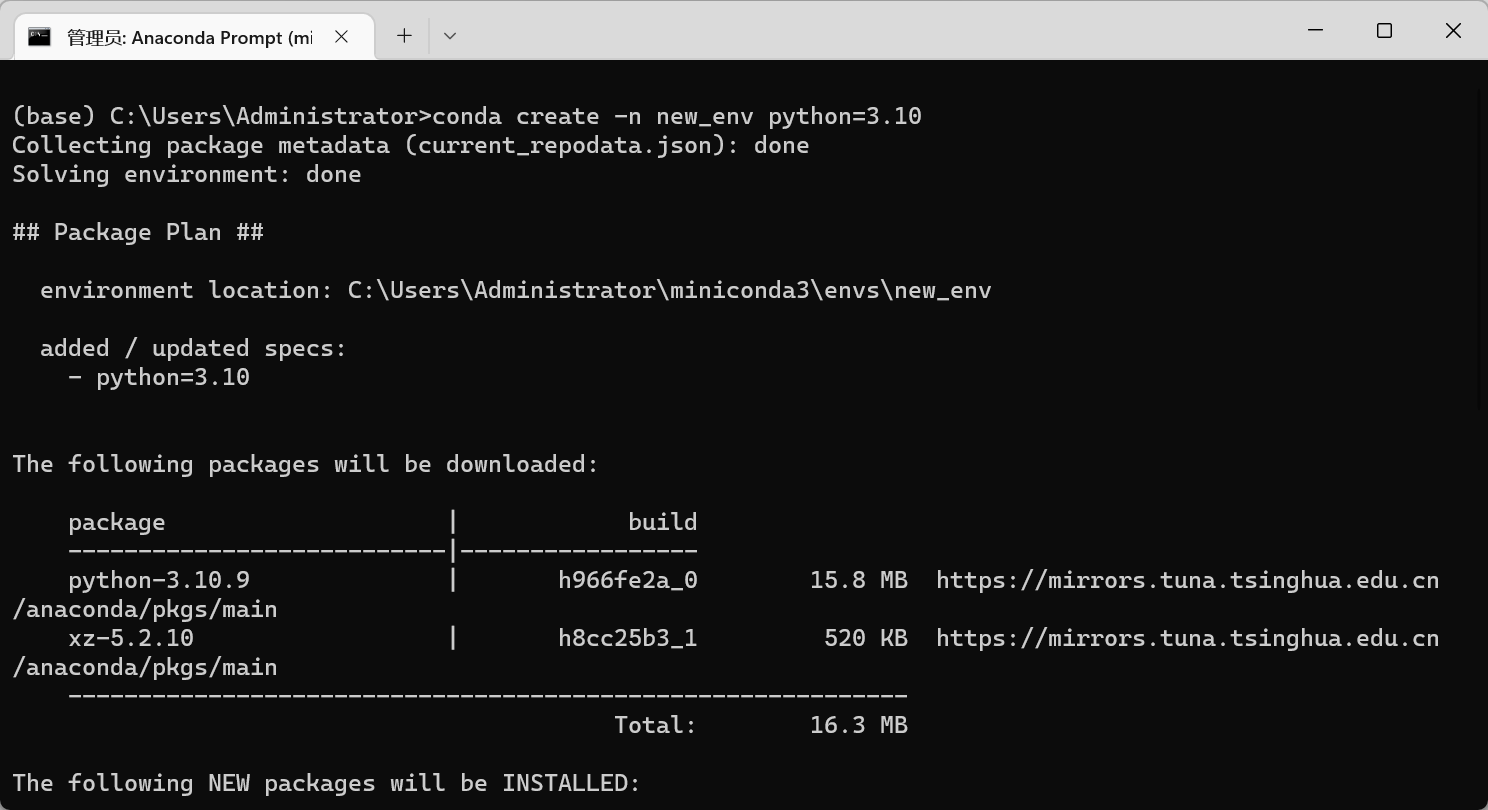 管理员: Anaconda Prompt (mi
(base) C:\Users\Administrator>conda create -n new_env python=3.10
Collecting package metadata (current_repodata.json): done
Solving environment: done
## Package Plan ##
environment location: C:\Users\Administrator\miniconda3\envs\new_env
added / updated specs:
- python=3.10
The following packages will be downloaded:
package | build
---------------------------|-----------------
python-3.10.9 | h966fe2a_0 15.8 MB https://mirrors.tuna.tsinghua.edu.cn
/anaconda/pkgs/main
xz-5.2.10 | h8cc25b3_1 520 KB https://mirrors.tuna.tsinghua.edu.cn
/anaconda/pkgs/main
------------------------------------------------------------
Total: 16.3 MB
The following NEW packages will be INSTALLED: